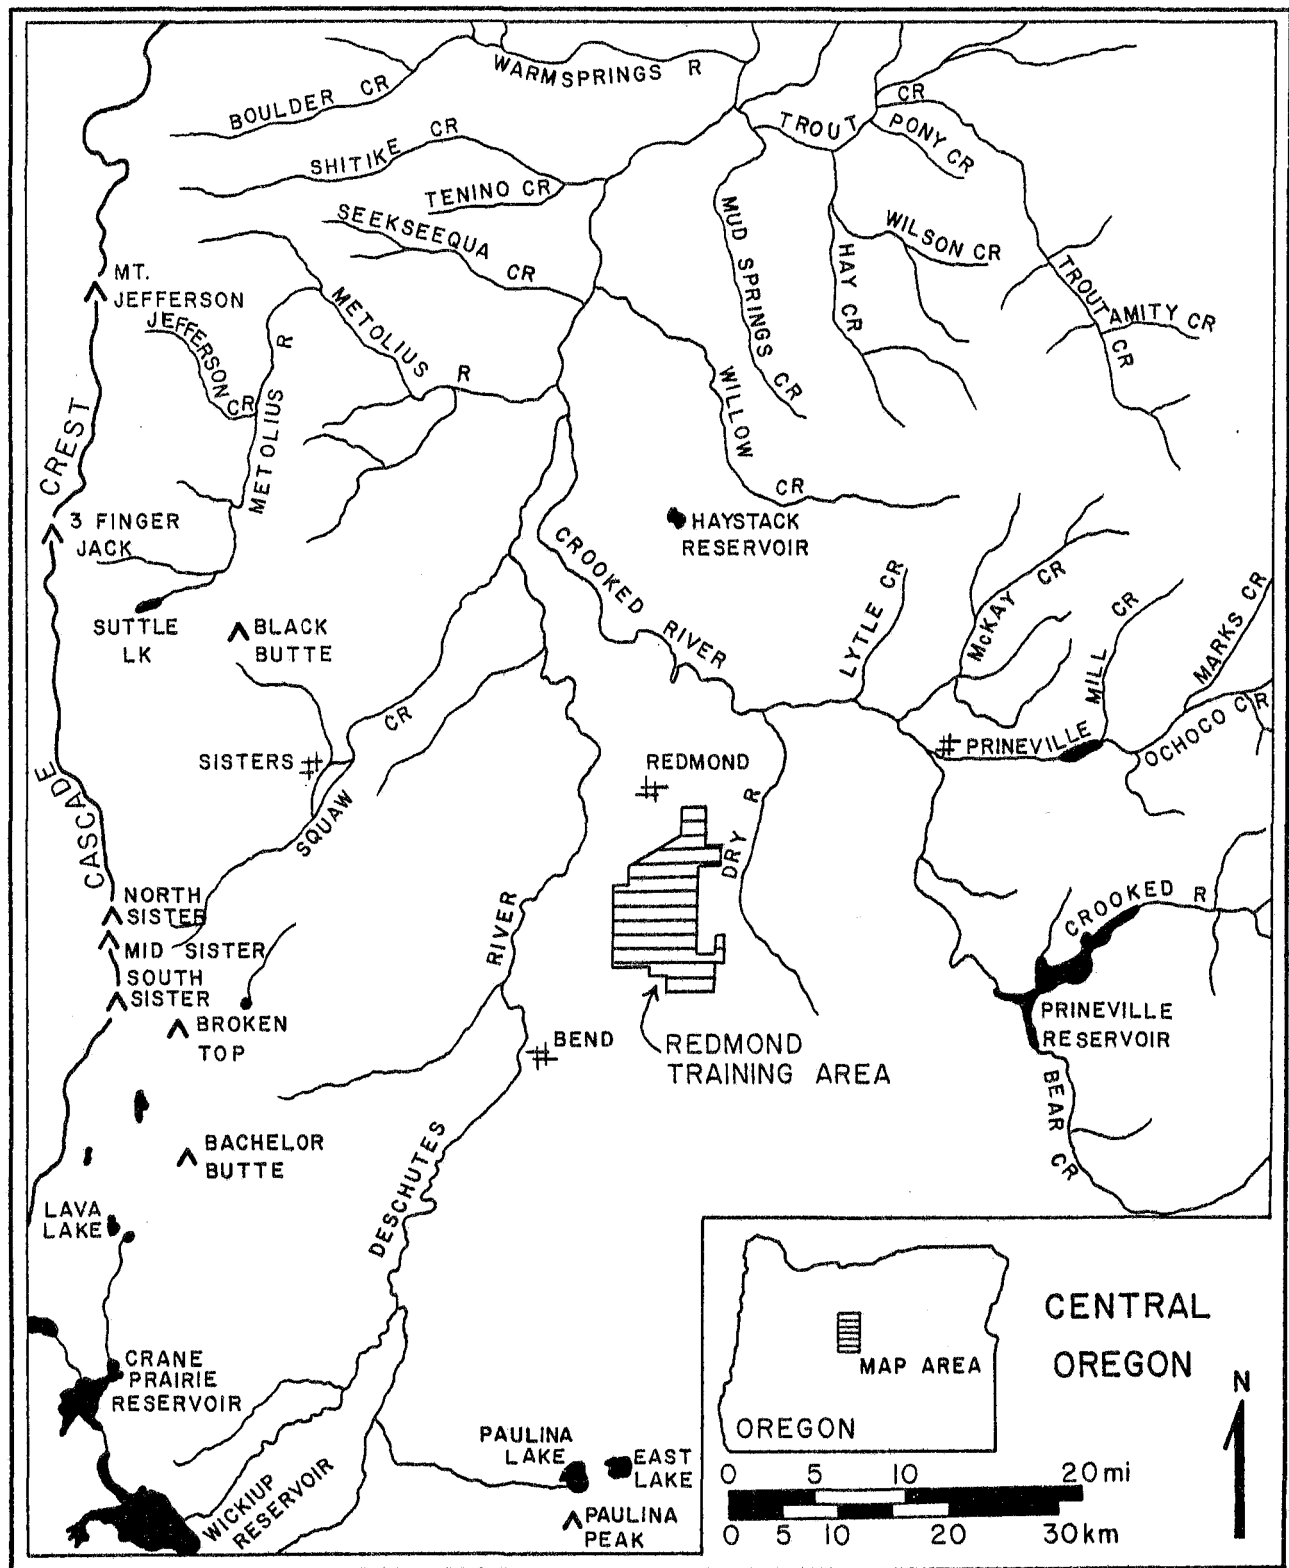 WARMSPRINGS R
BOULDER CR
SHITIKE CR
TENINO CR
SEEKSEEQUA
CR
TROUT
CR
PONY CR
MUD SPRINGS CR
HAY CR
WILSON CR
TROUT
CR
AMITY CR
MT.
JEFFERSON
JEFFERSON
CR
METOLIUS R
METOLIUS R
WILLOW
CR
CREST
3 FINGER
JACK
HAYSTACK
RESERVOIR
CROOKED
RIVER
LYTLE CR
McKAY CR
MILL CR
MARKS CR
OCHOCO CR
SUTTLE
LK
BLACK
BUTTE
SISTERS
SQUAW
CR
REDMOND
PRINEVILLE
DRY R
CASCADE
NORTH
SISTER
MID SISTER
SOUTH
SISTER
BROKEN
TOP
RIVER
BEND
REDMOND
TRAINING AREA
CROOKED R
PRINEVILLE
RESERVOIR
BEAR CR
BACHELOR
BUTTE
DESCHUTES
LAVA
LAKE
CRANE
PRAIRIE
RESERVOIR
WICKIUP
RESERVOIR
PAULINA
LAKE
EAST
LAKE
PAULINA
PEAK
MAP AREA
OREGON
CENTRAL
OREGON
N
0 5 10 20 mi
0 5 10 20 30 km